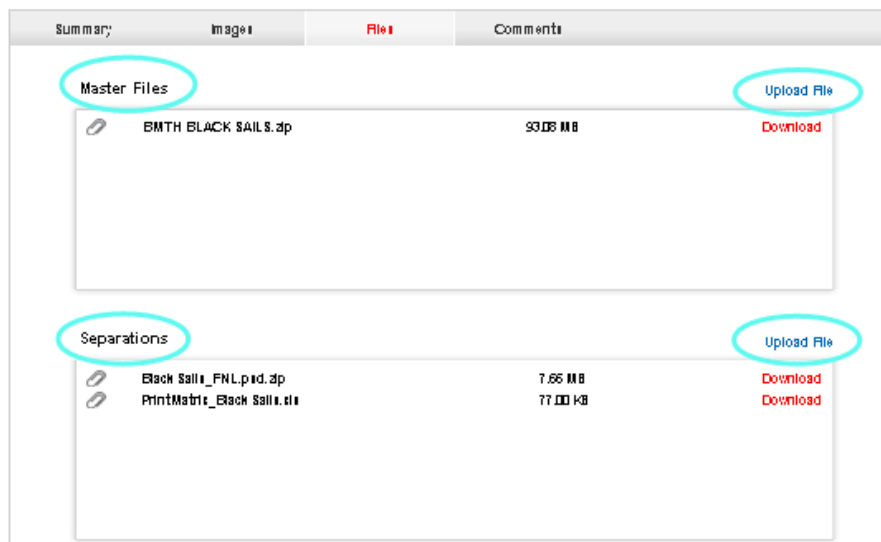 Summary Images Files Comments
Master Files Upload File
BMTH BLACK SAILS.zip 93.08 MB Download
Separations Upload File
Black Sails_FNL.psd.zip 7.66 MB Download
PrintMatrix_Black Sails.xls 77.00 KB Download